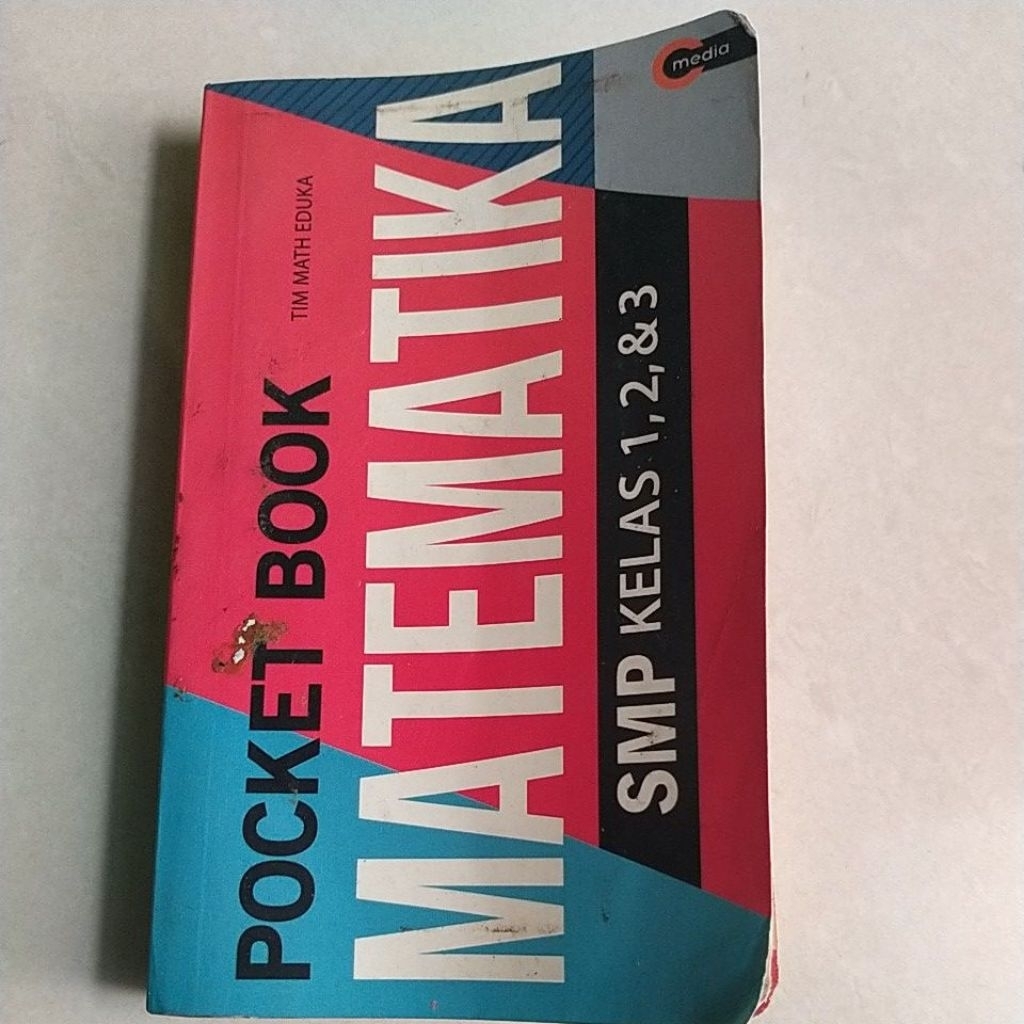 POCKET BOOK
TIM MATH EDUKA
MATEMATIKA
SMP KELAS 1, 2, & 3
C media